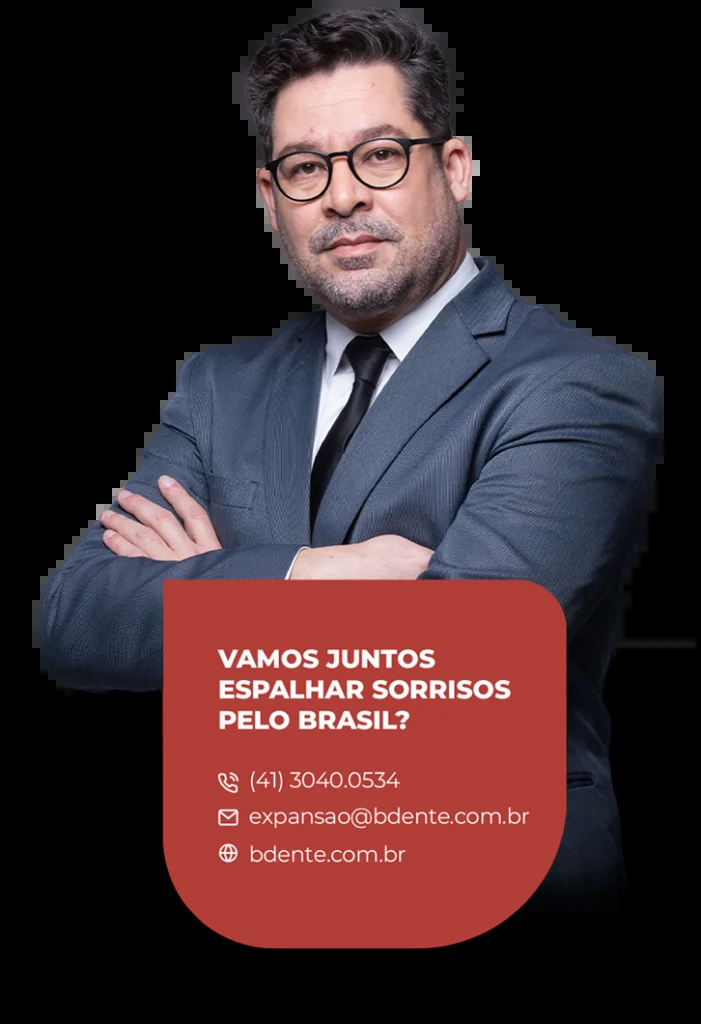 VAMOS JUNTOS
ESPALHAR SORRISOS
PELO BRASIL?
(41) 3040.0534
expansao@bdente.com.br
bdente.com.br